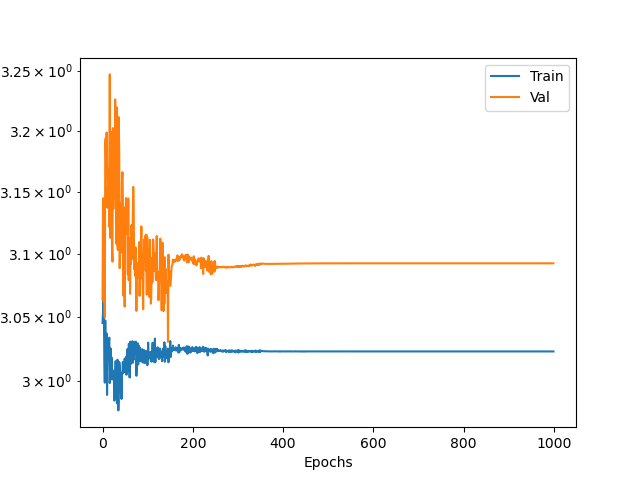 3.25 × 10⁰
3.2 × 10⁰
3.15 × 10⁰
3.1 × 10⁰
3.05 × 10⁰
3 × 10⁰
Train
Val
0 200 400 600 800 1000
Epochs